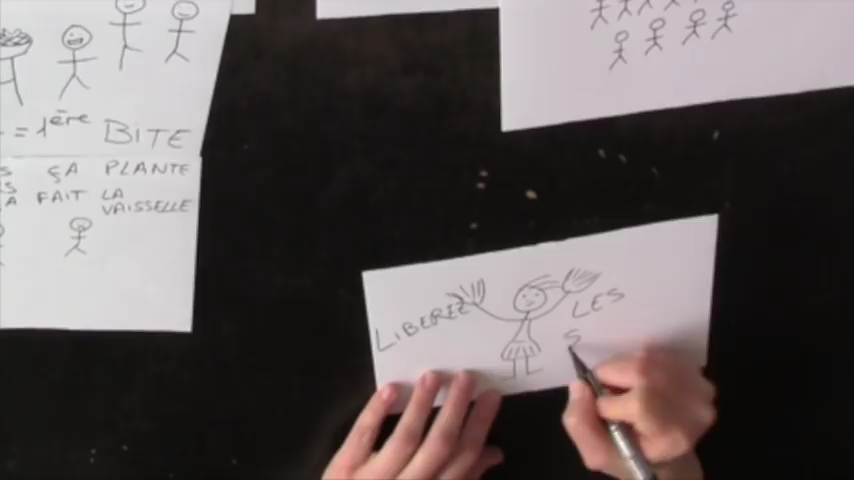 = 1ère BITE
ÇA PLANTE
FAIT LA
VAISSELLE
LIBEREZ LES
S